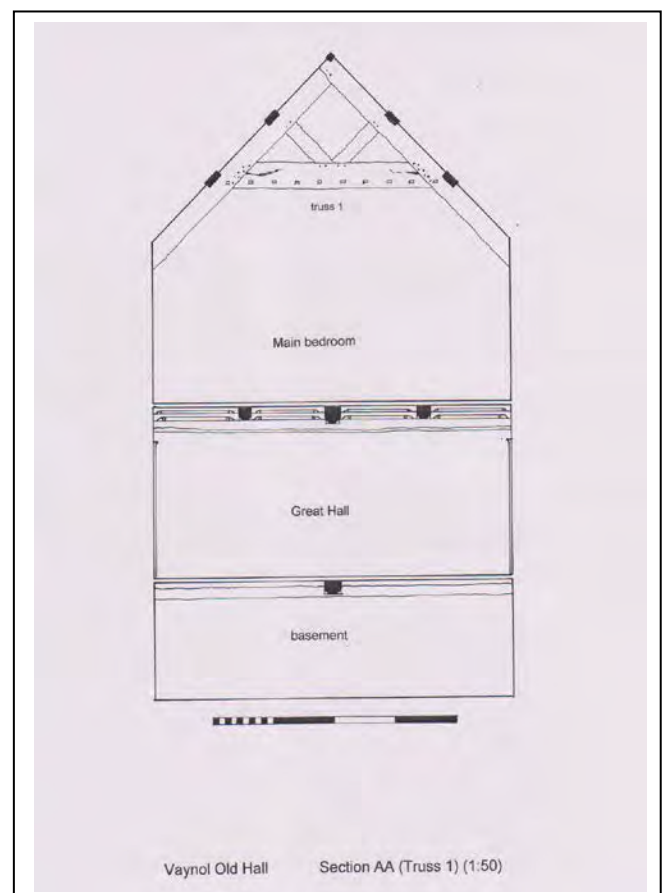 truss 1
Main bedroom
Great Hall
basement
Vaynol Old Hall Section AA (Truss 1) (1:50)